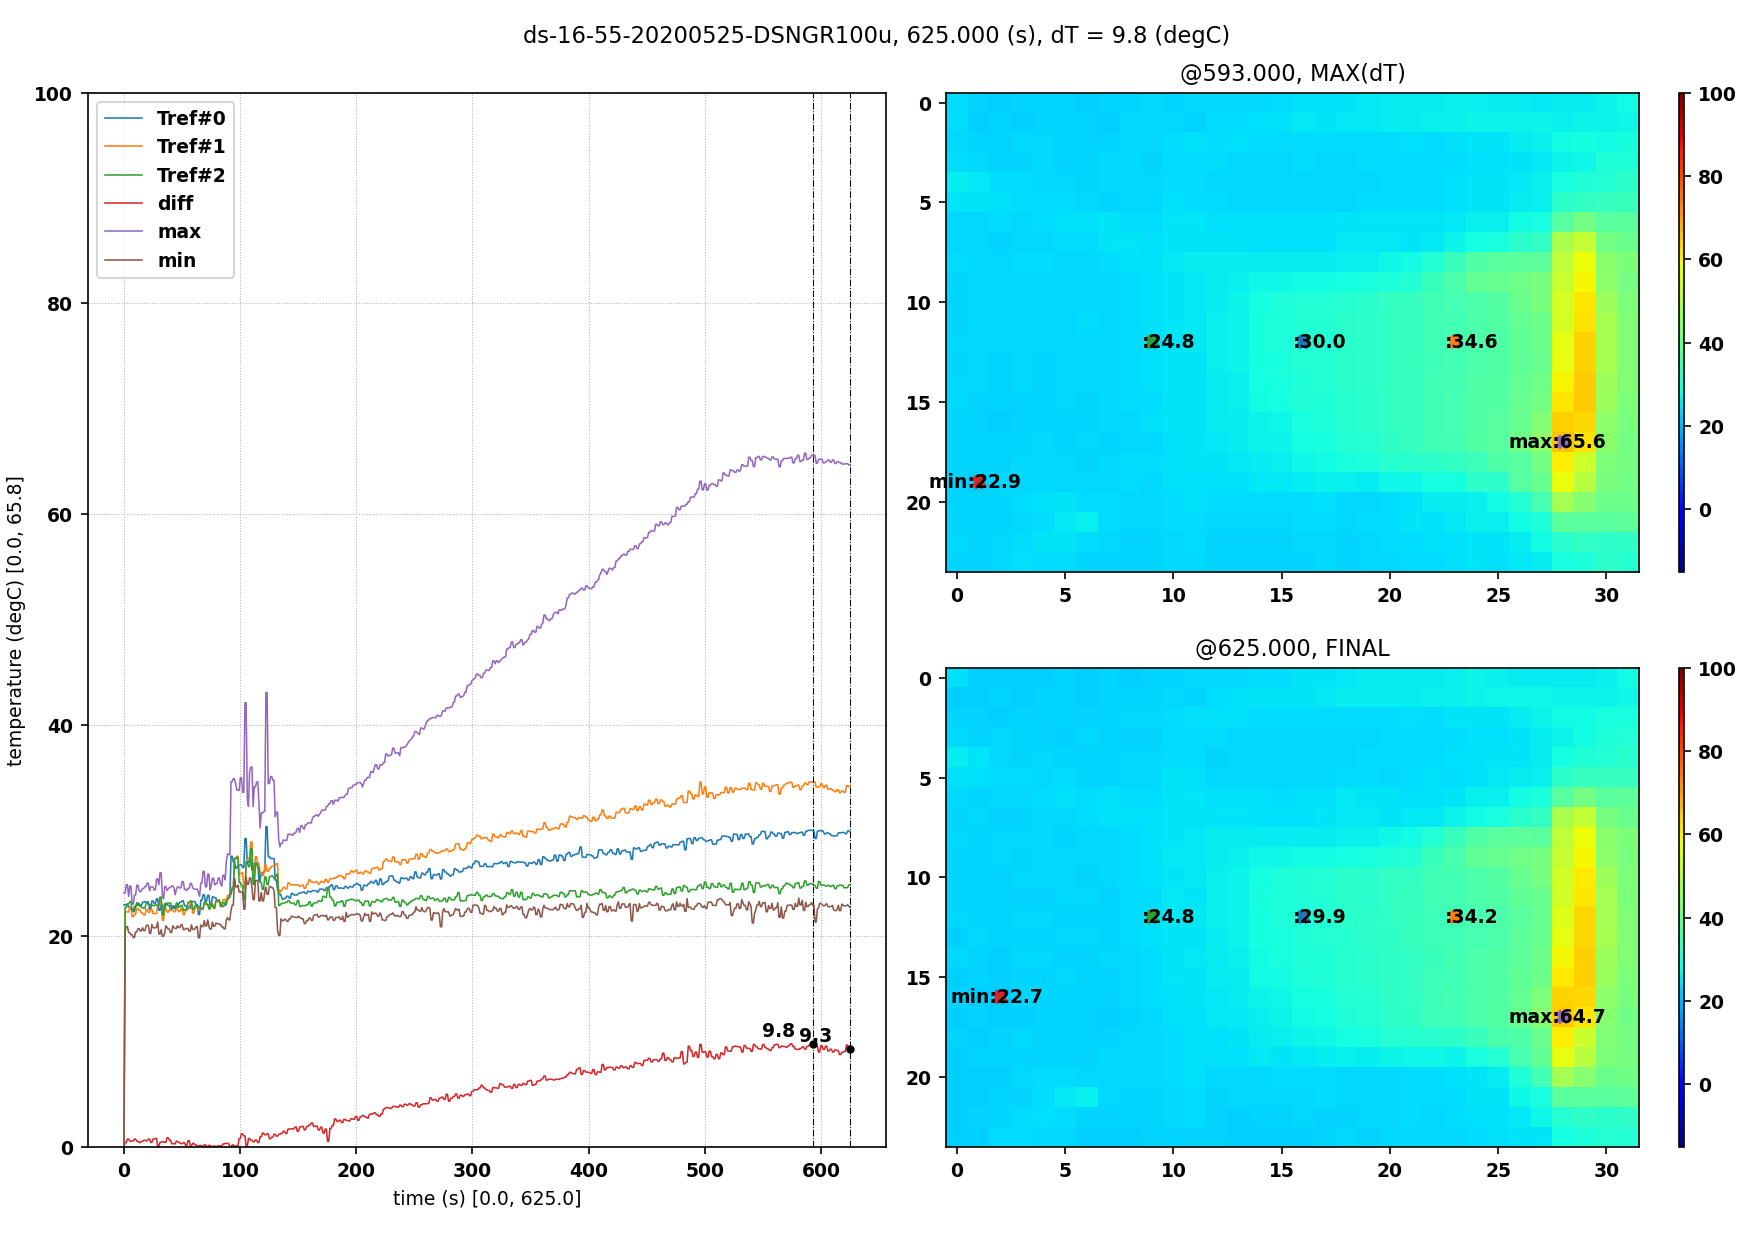 ds-16-55-20200525-DSNGR100u, 625.000 (s), dT = 9.8 (degC)
100
80
60
40
20
0
temperature (degC) [0.0, 65.8]
Tref#0
Tref#1
Tref#2
diff
max
min
9.8
9.3
0 100 200 300 400 500 600
time (s) [0.0, 625.0]
@593.000, MAX(dT)
0
5
10
15
20
:24.8
:30.0
:34.6
max:65.6
min:22.9
0 5 10 15 20 25 30
100
80
60
40
20
0
@625.000, FINAL
0
5
10
15
20
:24.8
:29.9
:34.2
min:22.7
max:64.7
0 5 10 15 20 25 30
100
80
60
40
20
0